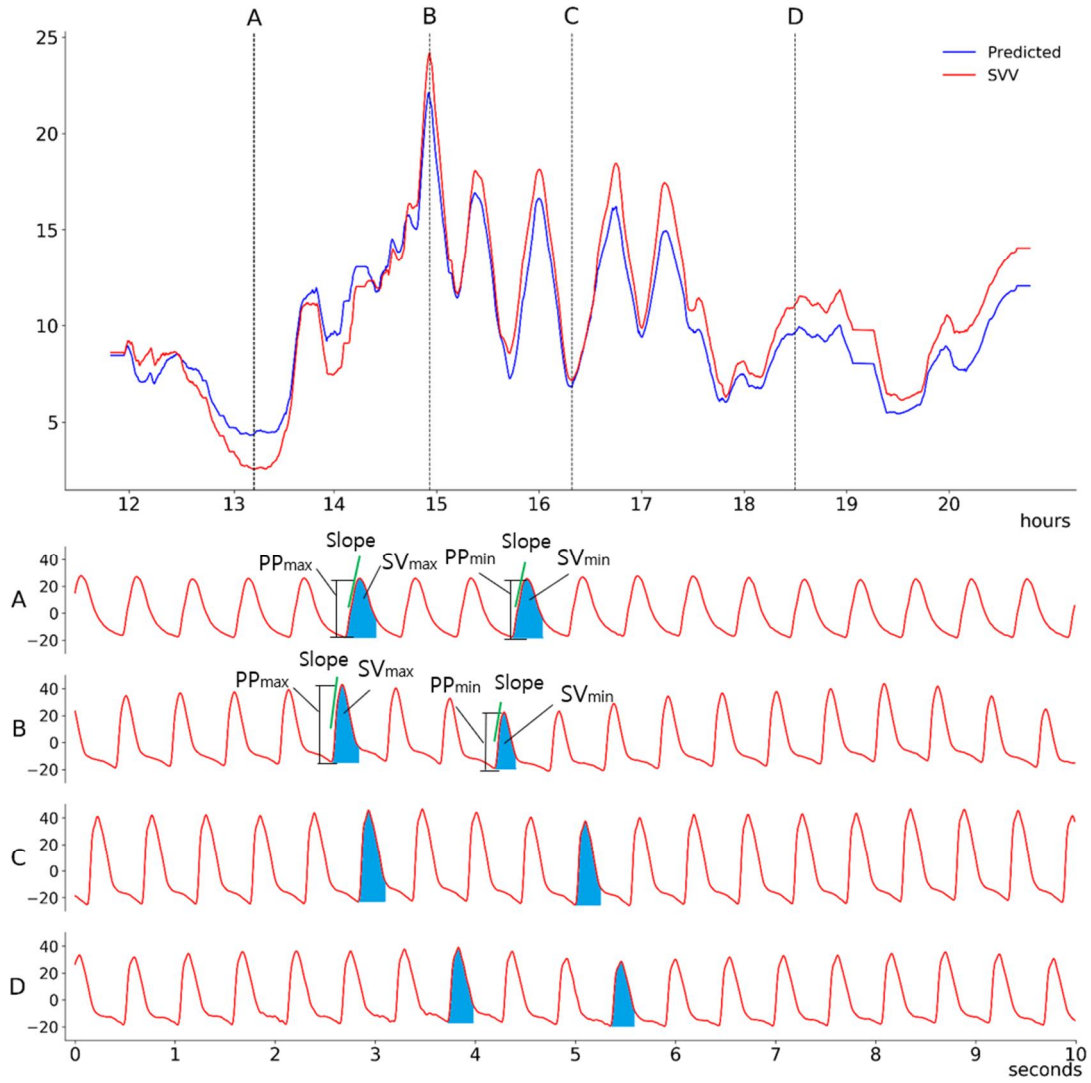 A B C D
25
20
15
10
5
Predicted
SVV
12 13 14 15 16 17 18 19 20
hours
A
40
20
0
−20
PPmax
Slope
SVmax
PPmin
Slope
SVmin
B
40
20
0
−20
PPmax
Slope
SVmax
PPmin
Slope
SVmin
C
40
20
0
−20
D
40
20
0
−20
0 1 2 3 4 5 6 7 8 9 10
seconds